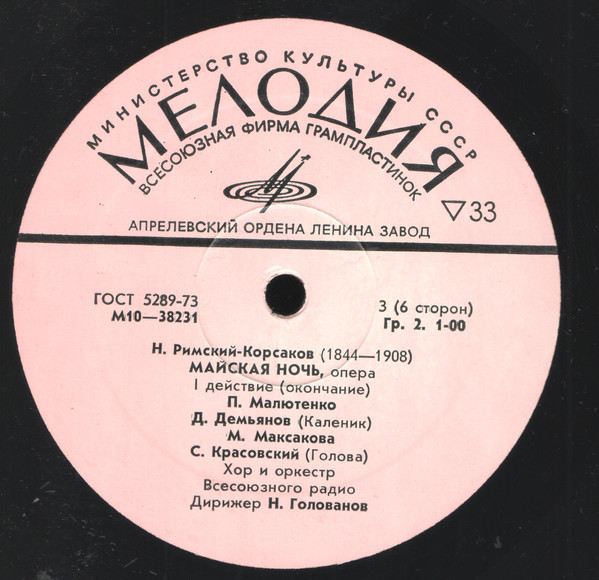 МИНИСТЕРСТВО КУЛЬТУРЫ СССР
МЕЛОДИЯ
ВСЕСОЮЗНАЯ ФИРМА ГРАМПЛАСТИНОК
▽33
АПРЕЛЕВСКИЙ ОРДЕНА ЛЕНИНА ЗАВОД
ГОСТ 5289-73
М10—38231
3 (6 сторон)
Гр. 2. 1-00
Н. Римский-Корсаков (1844—1908)
МАЙСКАЯ НОЧЬ, опера
I действие (окончание)
П. Малютенко
Д. Демьянов (Каленик)
М. Максакова
С. Красовский (Голова)
Хор и оркестр
Всесоюзного радио
Дирижер Н. Голованов